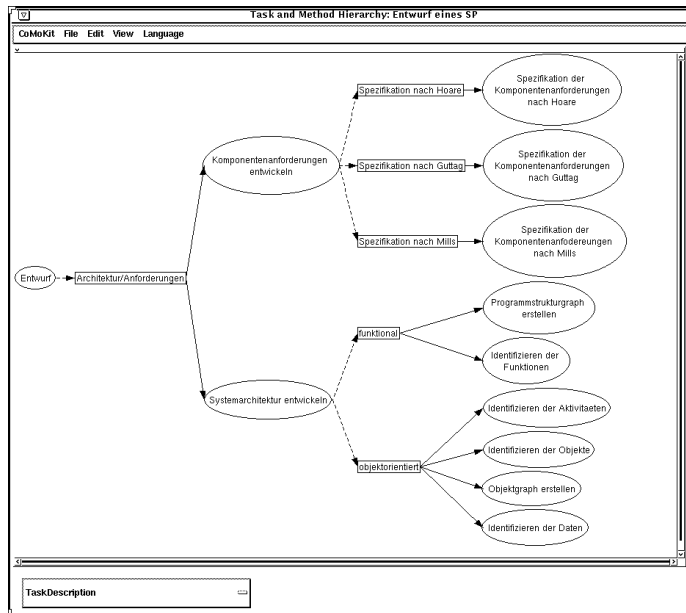 Task and Method Hierarchy: Entwurf eines SP
CoMoKit File Edit View Language
Spezifikation nach Hoare
Spezifikation der
Komponentenanforderungen
nach Hoare
Komponentenanforderungen
entwickeln
Spezifikation nach Guttag
Spezifikation der
Komponentenanforderungen
nach Guttag
Spezifikation nach Mills
Spezifikation der
Komponentenanfodereungen
nach Mills
Entwurf
Architektur/Anforderungen
Programmstrukturgraph
erstellen
funktional
Identifizieren der
Funktionen
Systemarchitektur entwickeln
Identifizieren der Aktivitaeten
Identifizieren der Objekte
objektorientiert
Objektgraph erstellen
Identifizieren der Daten
TaskDescription